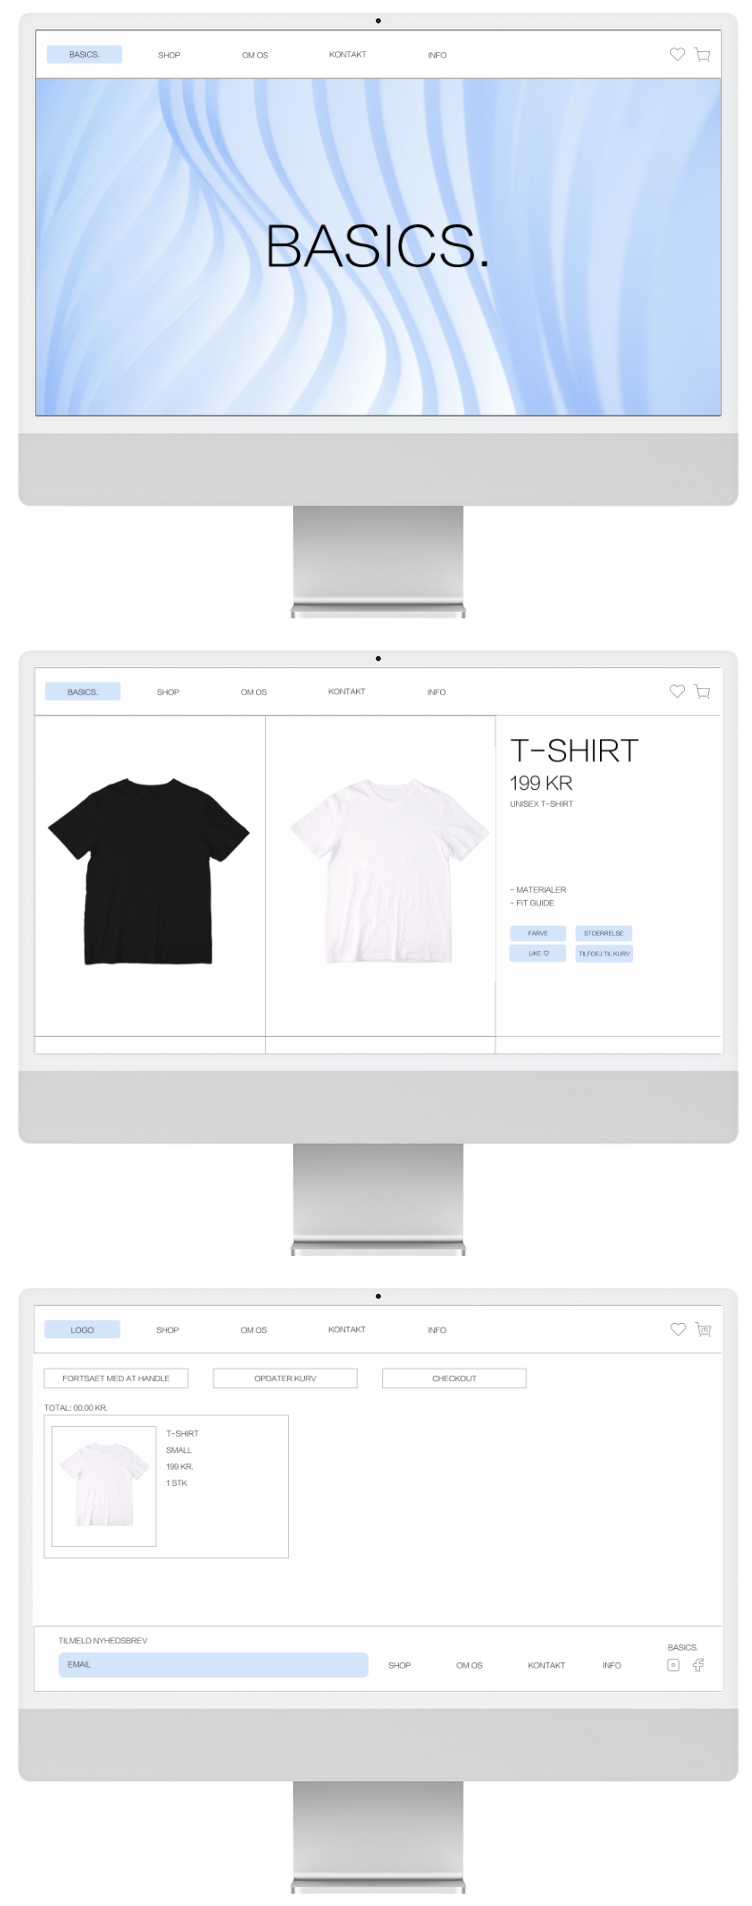 BASICS. SHOP OM OS KONTAKT INFO
BASICS.
BASICS. SHOP OM OS KONTAKT INFO
T-SHIRT
199 KR
UNISEX T-SHIRT
- MATERIALER
- FIT GUIDE
FARVE STOERRELSE
LIKE ♡ TILFOEJ TIL KURV
LOGO SHOP OM OS KONTAKT INFO
FORTSAET MED AT HANDLE OPDATER KURV CHECKOUT
TOTAL: 00.00 KR.
T-SHIRT
SMALL
199 KR.
1 STK
TILMELD NYHEDSBREV
BASICS.
EMAIL SHOP OM OS KONTAKT INFO